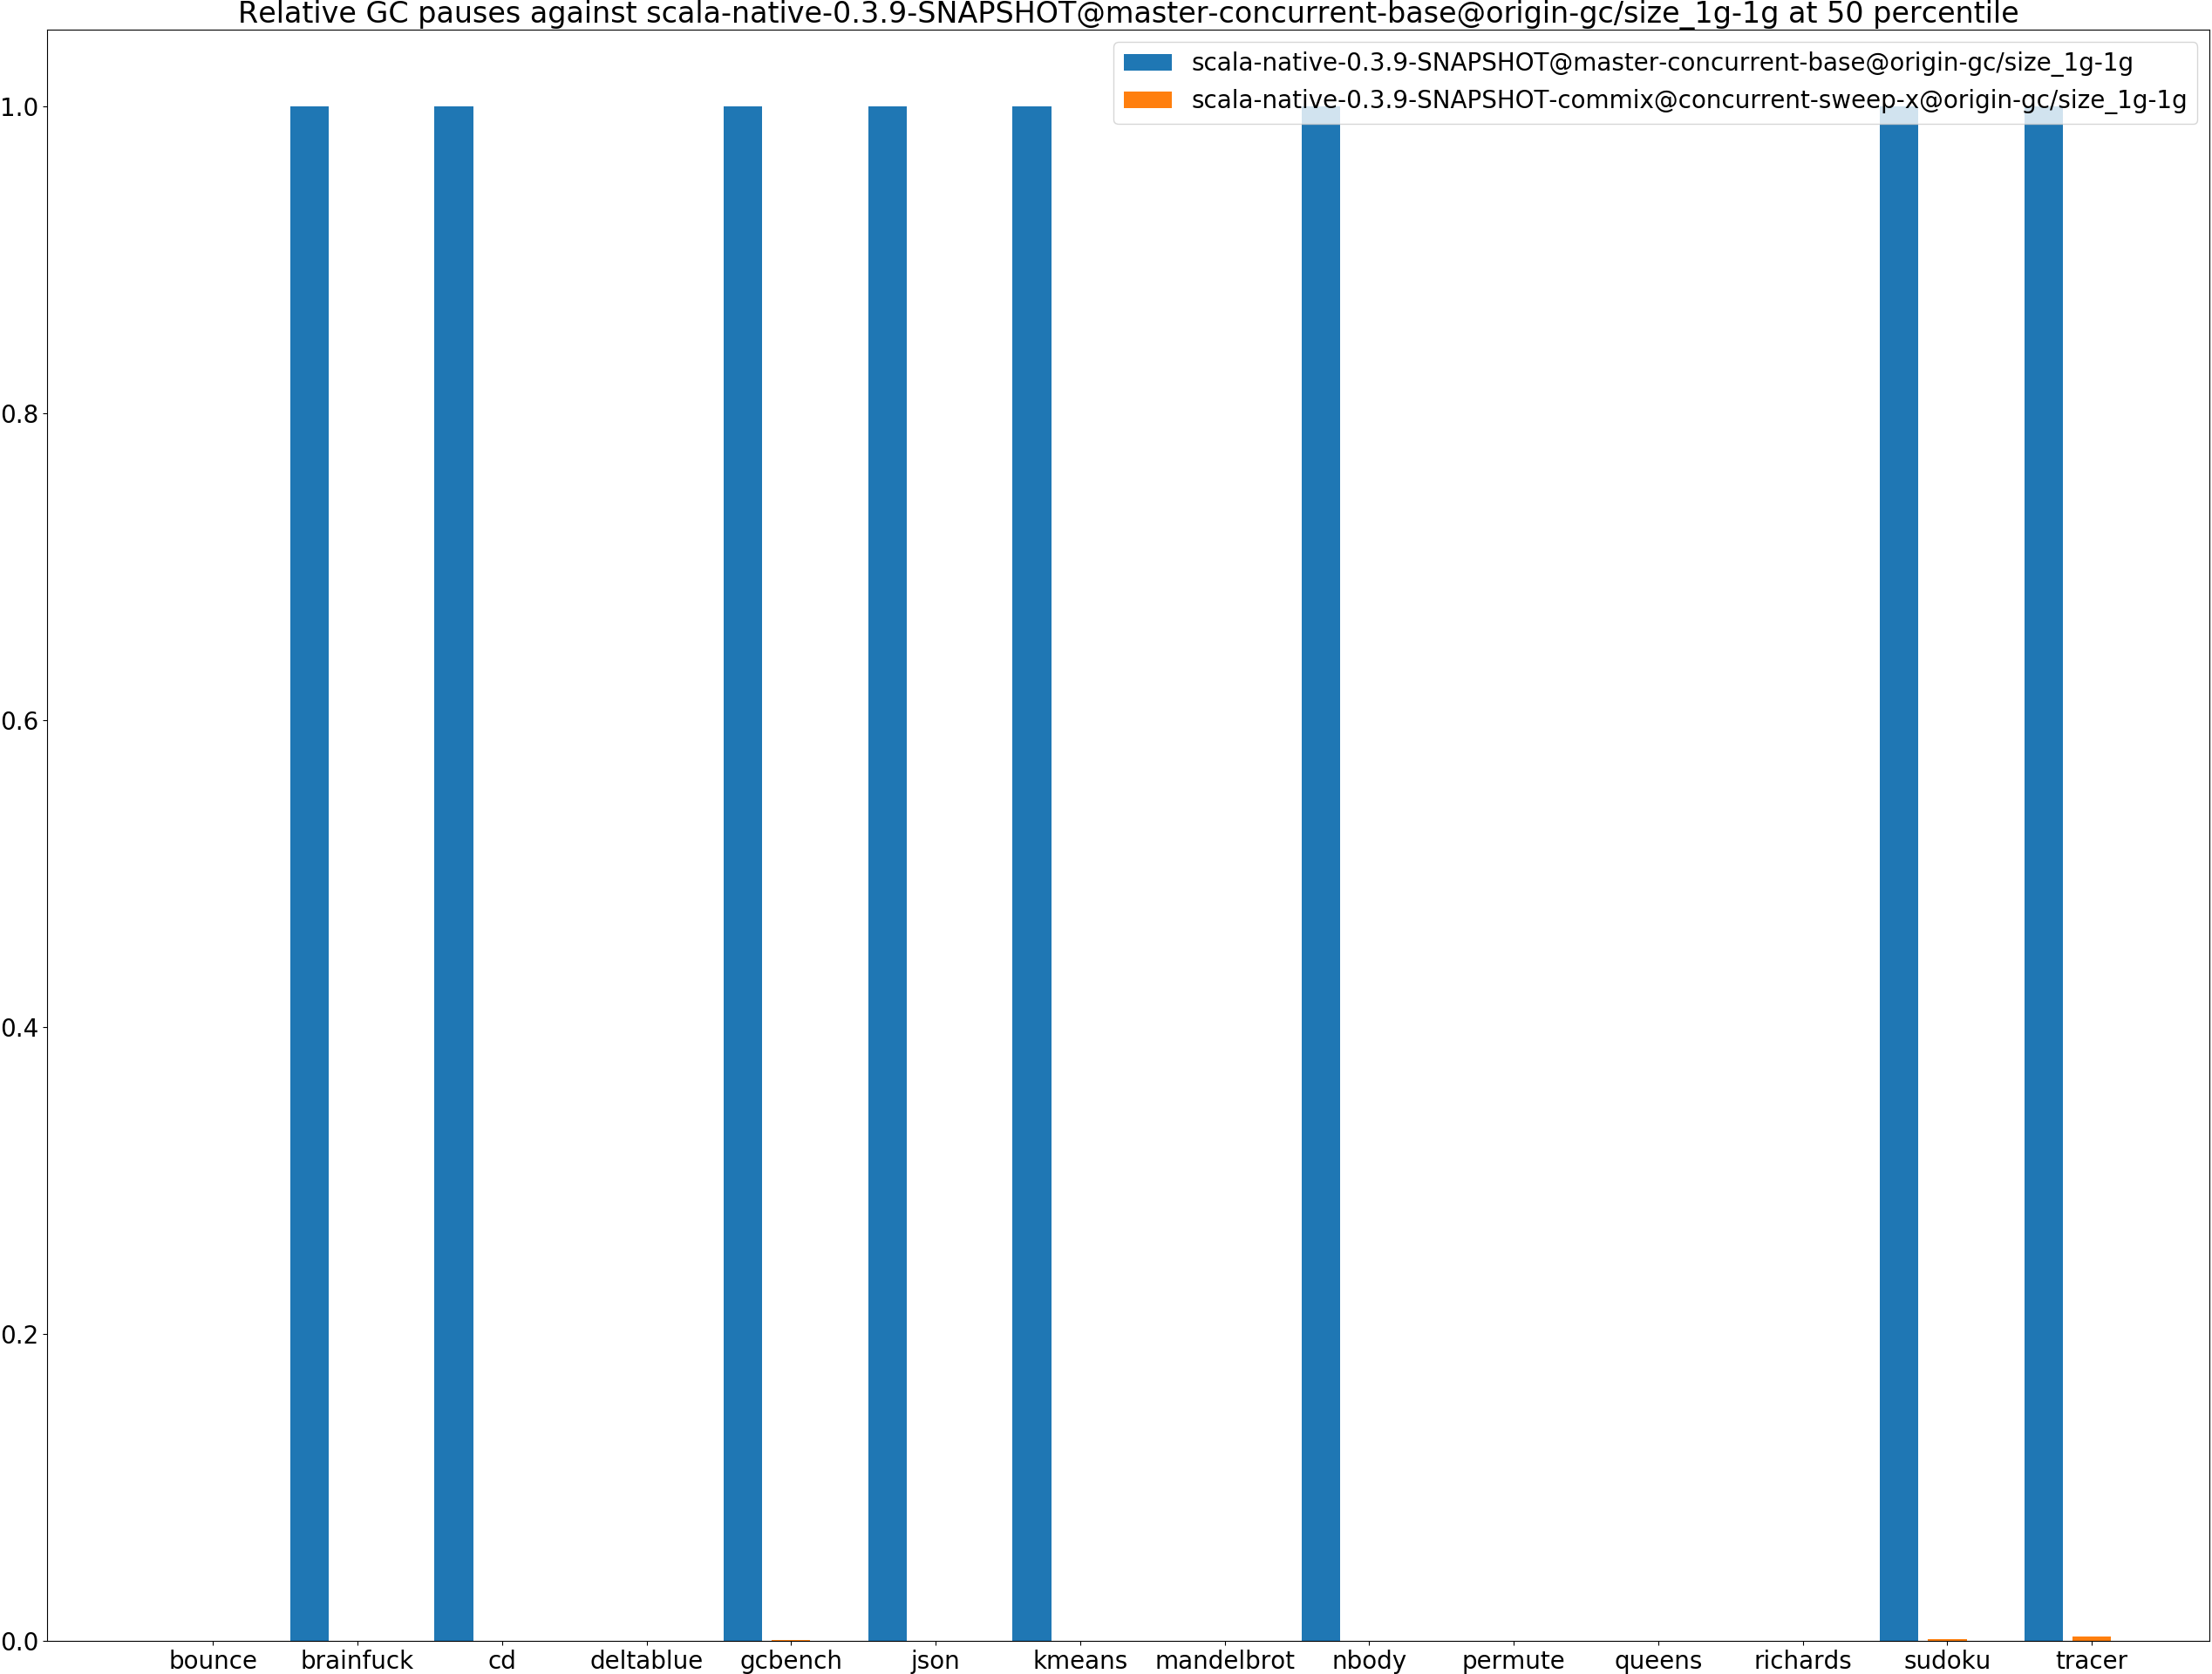 Relative GC pauses against scala-native-0.3.9-SNAPSHOT@master-concurrent-base@origin-gc/size_1g-1g at 50 percentile
scala-native-0.3.9-SNAPSHOT@master-concurrent-base@origin-gc/size_1g-1g
scala-native-0.3.9-SNAPSHOT-commix@concurrent-sweep-x@origin-gc/size_1g-1g
1.0
0.8
0.6
0.4
0.2
0.0
bounce brainfuck cd deltablue gcbench json kmeans mandelbrot nbody permute queens richards sudoku tracer